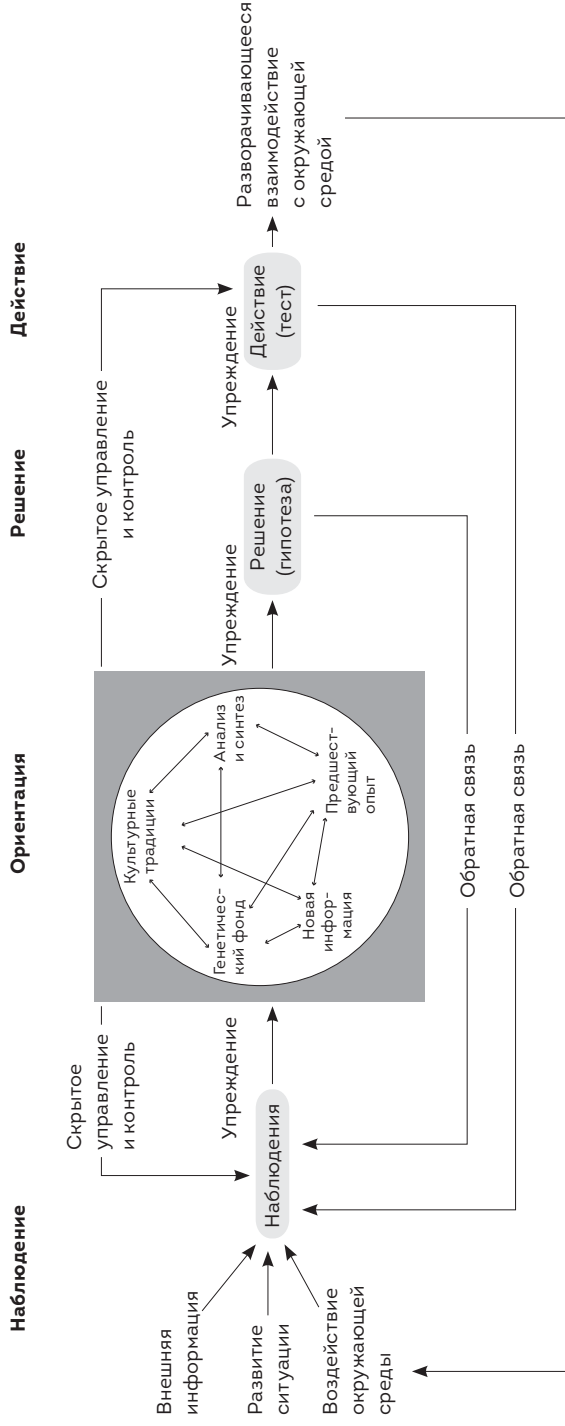 Наблюдение
Ориентация
Решение
Действие
Скрытое
управление
и контроль
Скрытое управление
и контроль
Внешняя
информация
Развитие
ситуации
Воздействие
окружающей
среды
Наблюдения
Упреждение
Культурные
традиции
Генетичес-
кий фонд
Анализ
и синтез
Новая
инфор-
мация
Предшест-
вующий
опыт
Упреждение
Решение
(гипотеза)
Упреждение
Действие
(тест)
Разворачивающееся
взаимодействие
с окружающей
средой
Обратная связь
Обратная связь